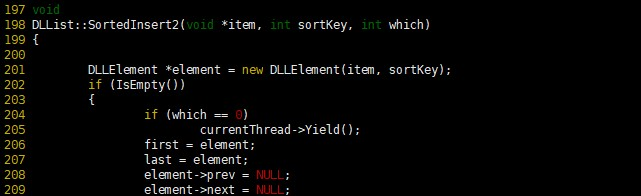 197 void
198 DLList::SortedInsert2(void *item, int sortKey, int which)
199 {
200
201         DLLElement *element = new DLLElement(item, sortKey);
202         if (IsEmpty())
203         {
204                 if (which == 0)
205                         currentThread->Yield();
206                 first = element;
207                 last = element;
208                 element->prev = NULL;
209                 element->next = NULL;